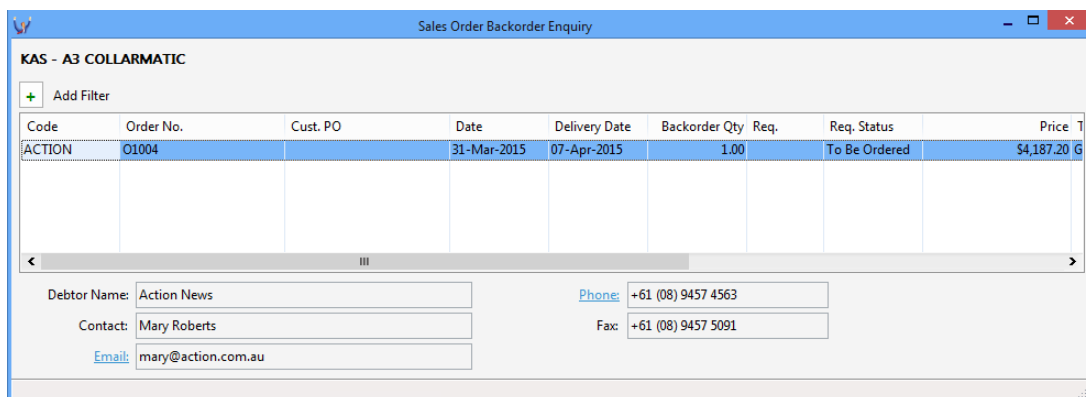 Sales Order Backorder Enquiry
KAS - A3 COLLARMATIC
+ Add Filter
Code Order No. Cust. PO Date Delivery Date Backorder Qty Req. Req. Status Price T
ACTION O1004 31-Mar-2015 07-Apr-2015 1.00 To Be Ordered $4,187.20 G
Debtor Name: Action News Phone: +61 (08) 9457 4563
Contact: Mary Roberts Fax: +61 (08) 9457 5091
Email: mary@action.com.au